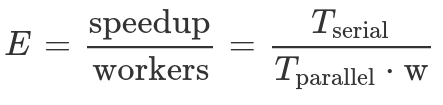 E = speedup / workers = T_serial / (T_parallel · w)